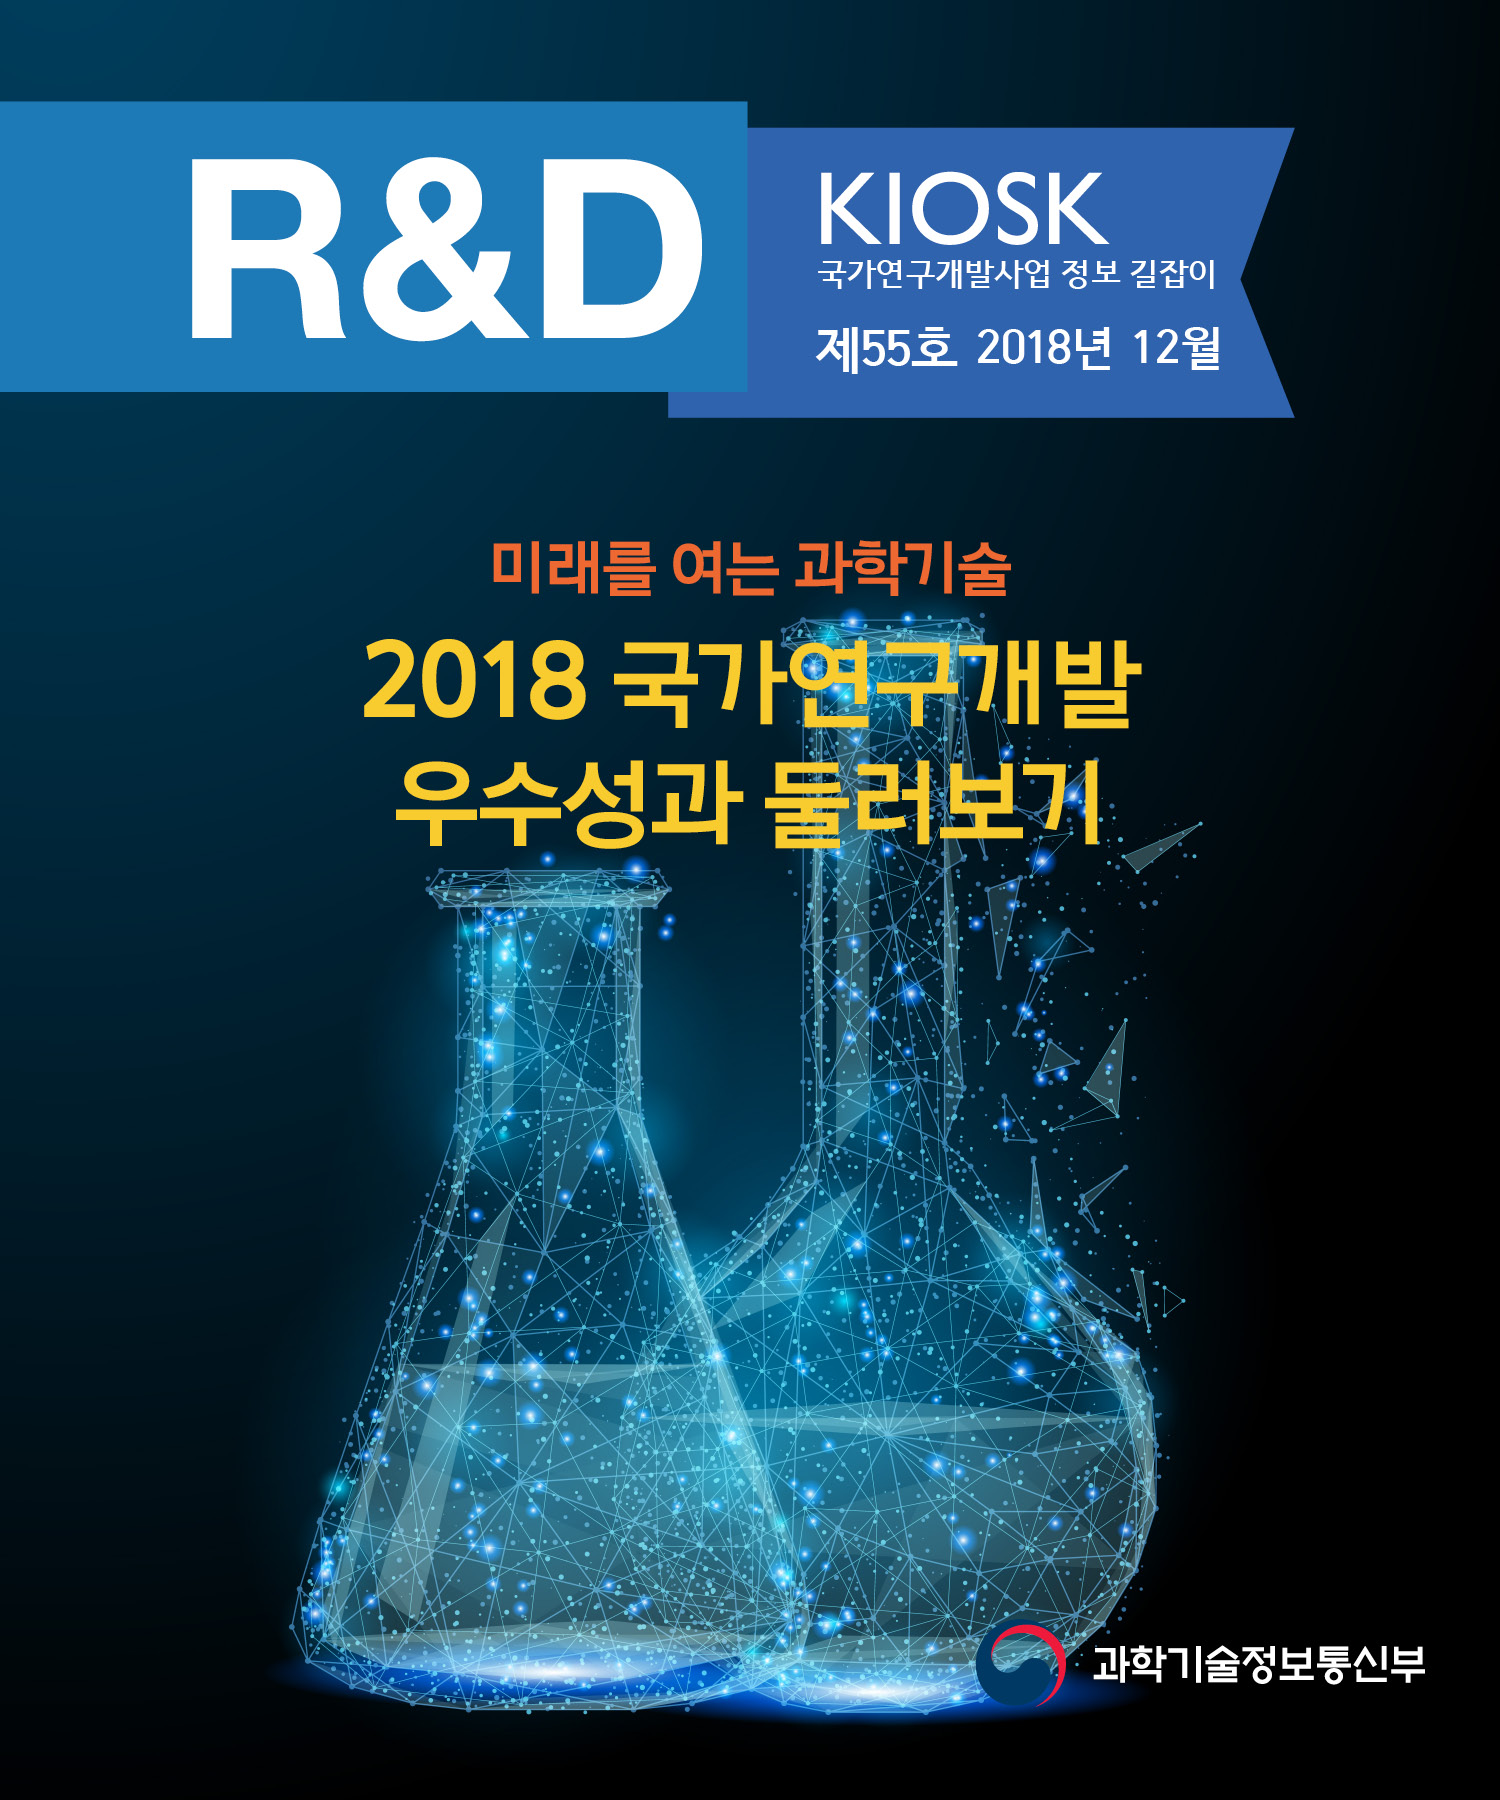 R&D
KIOSK
국가연구개발사업 정보 길잡이
제55호 2018년 12월
미래를 여는 과학기술
2018 국가연구개발
우수성과 둘러보기
과학기술정보통신부